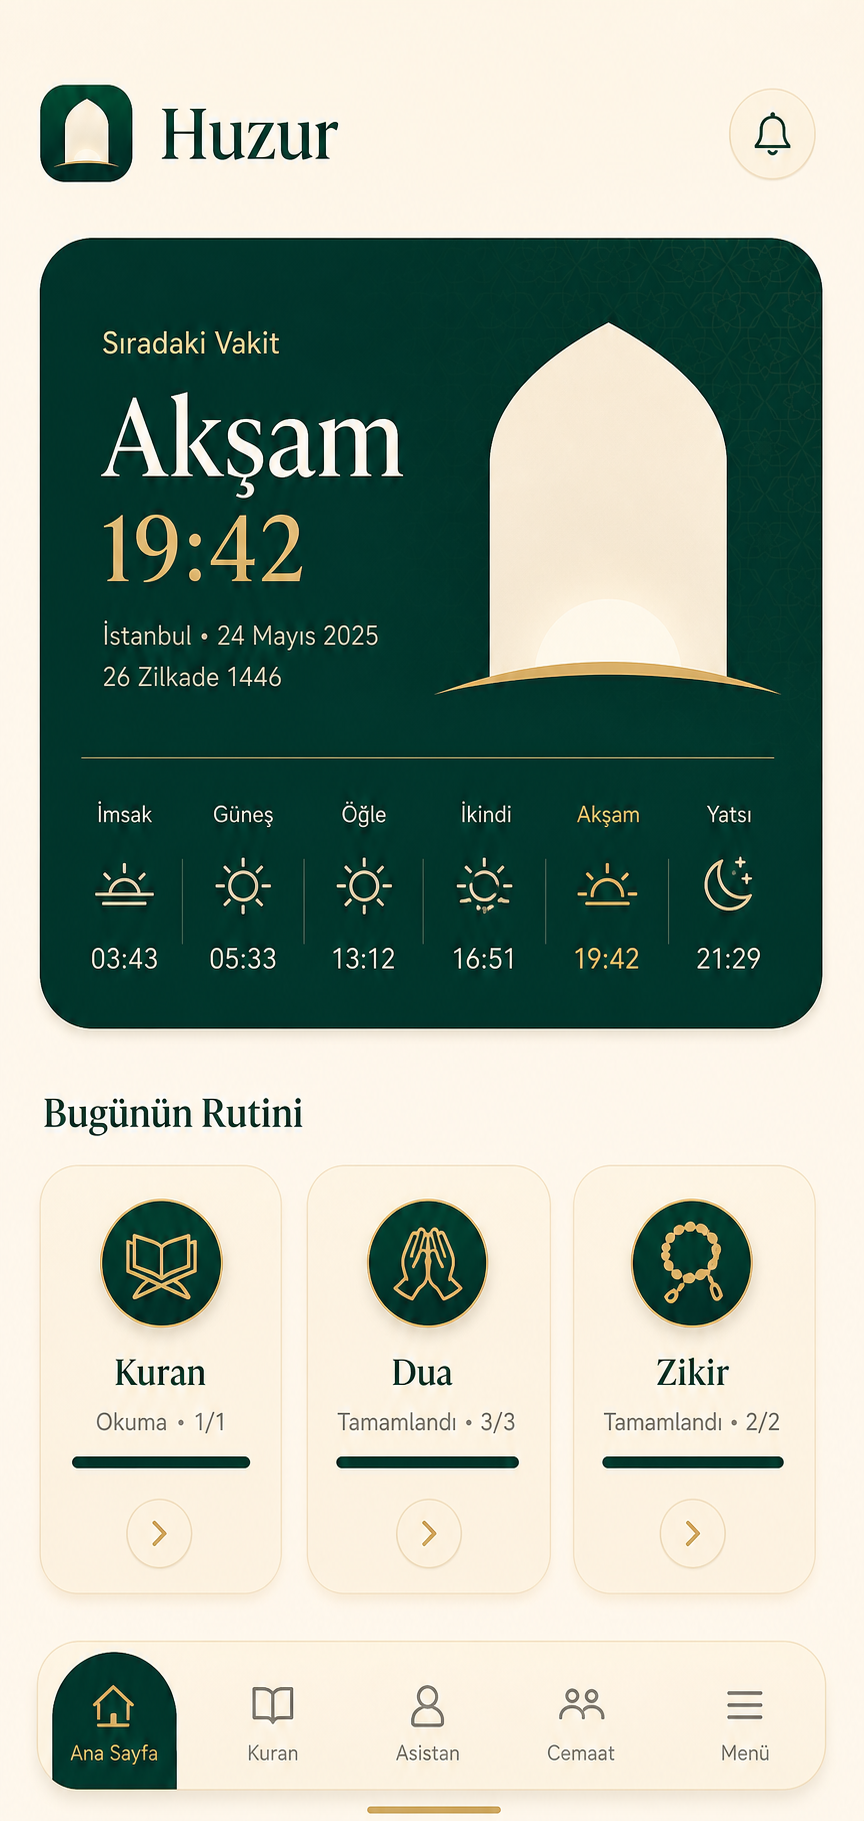 Huzur
Sıradaki Vakit
Akşam
19:42
İstanbul • 24 Mayıs 2025
26 Zilkade 1446
İmsak Güneş Öğle İkindi Akşam Yatsı
03:43 05:33 13:12 16:51 19:42 21:29
Bugünün Rutini
Kuran Dua Zikir
Okuma • 1/1 Tamamlandı • 3/3 Tamamlandı • 2/2
Ana Sayfa Kuran Asistan Cemaat Menü